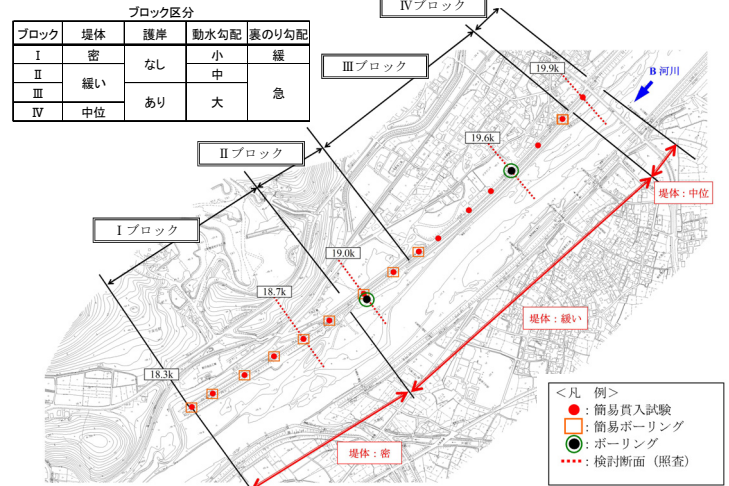 ブロック区分
ブロック 堤体 護岸 動水勾配 裏のり勾配
Ⅰ 密 なし 小 緩
Ⅱ 緩い 中 急
Ⅲ あり 大
Ⅳ 中位
Ⅳブロック
Ⅲブロック
B河川
19.9k
19.6k
Ⅱブロック
堤体：中位
Ⅰブロック
19.0k
18.7k
堤体：緩い
18.3k
堤体：密
＜凡 例＞
：簡易貫入試験
：簡易ボーリング
：ボーリング
：検討断面（照査）